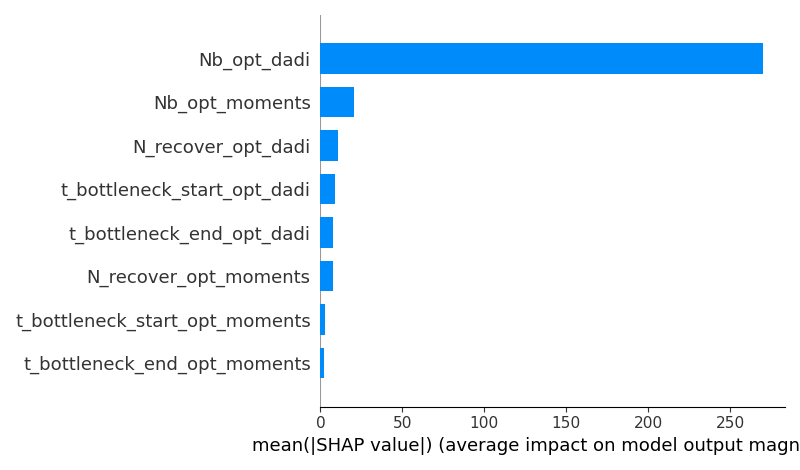 Nb_opt_dadi
Nb_opt_moments
N_recover_opt_dadi
t_bottleneck_start_opt_dadi
t_bottleneck_end_opt_dadi
N_recover_opt_moments
t_bottleneck_start_opt_moments
t_bottleneck_end_opt_moments
0 50 100 150 200 250
mean(|SHAP value|) (average impact on model output magn